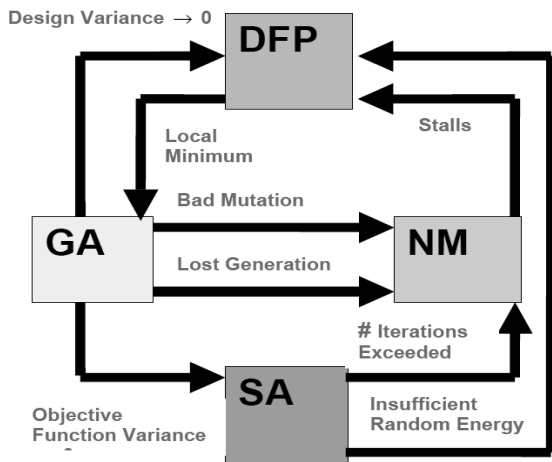 Design Variance → 0
DFP
Local
Minimum
Stalls
Bad Mutation
GA
NM
Lost Generation
# Iterations
Exceeded
SA
Insufficient
Random Energy
Objective
Function Variance